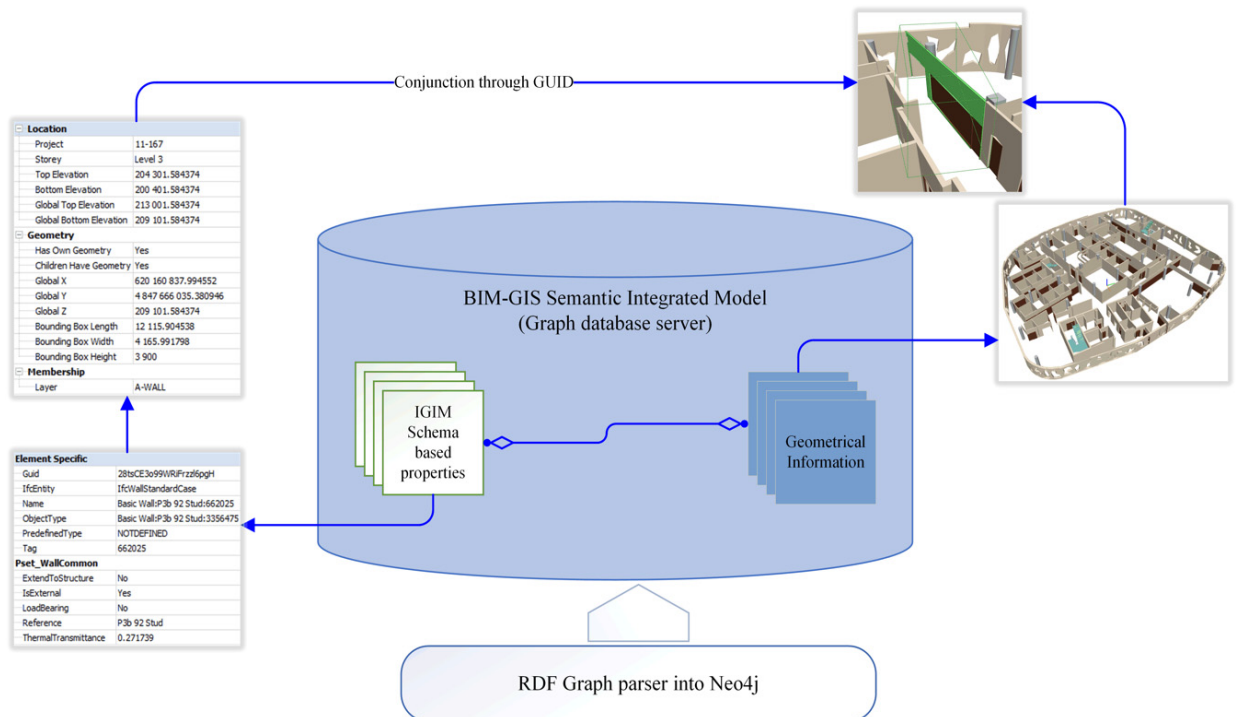 Conjunction through GUID
Location
Project 11-167
Storey Level 3
Top Elevation 204 301.584374
Bottom Elevation 200 401.584374
Global Top Elevation 213 001.584374
Global Bottom Elevation 209 101.584374
Geometry
Has Own Geometry Yes
Children Have Geometry Yes
Global X 620 160 837.994552
Global Y 4 847 666 035.380946
Global Z 209 101.584374
Bounding Box Length 12 115.904538
Bounding Box Width 4 165.991798
Bounding Box Height 3 900
Membership
Layer A-WALL
Element Specific
Guid 28tsCE3o99WRiFrzzl6pgH
IfcEntity IfcWallStandardCase
Name Basic Wall:P3b 92 Stud:662025
ObjectType Basic Wall:P3b 92 Stud:3356475
PredefinedType NOTDEFINED
Tag 662025
Pset_WallCommon
ExtendToStructure No
IsExternal Yes
LoadBearing No
Reference P3b 92 Stud
ThermalTransmittance 0.271739
BIM-GIS Semantic Integrated Model
(Graph database server)
IGIM
Schema
based
properties
Geometrical
Information
RDF Graph parser into Neo4j